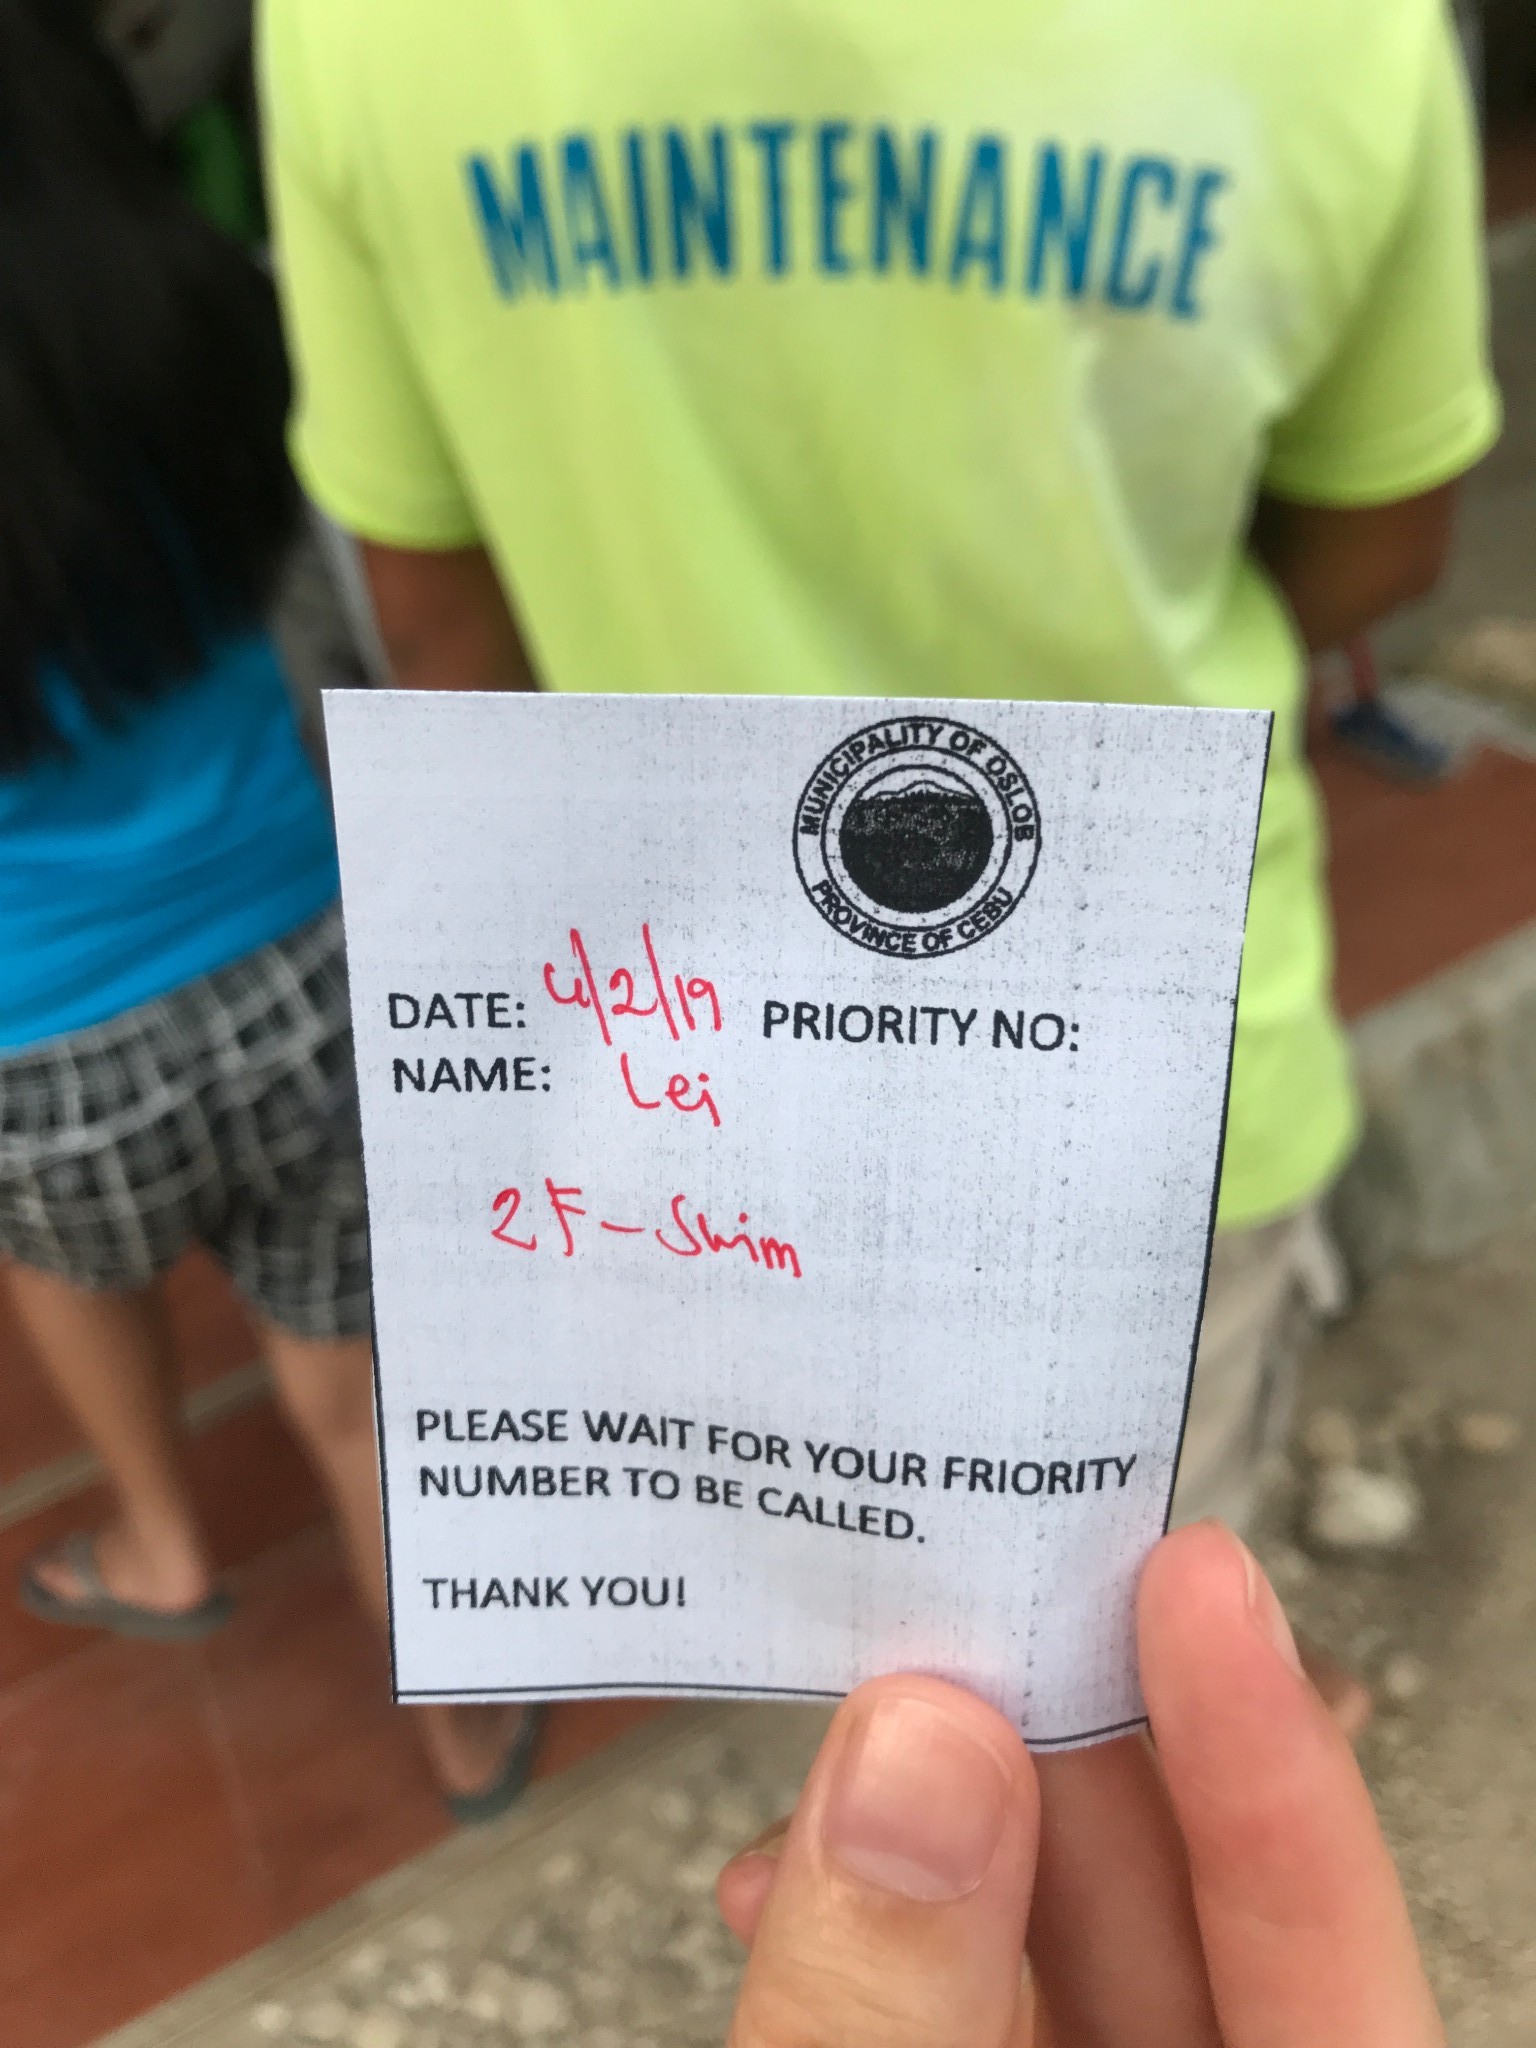 MAINTENANCE
MUNICIPALITY OF OSLOB
PROVINCE OF CEBU
DATE: 4/2/19 PRIORITY NO:
NAME: Lei
2F - Swim
PLEASE WAIT FOR YOUR FRIORITY
NUMBER TO BE CALLED.
THANK YOU!